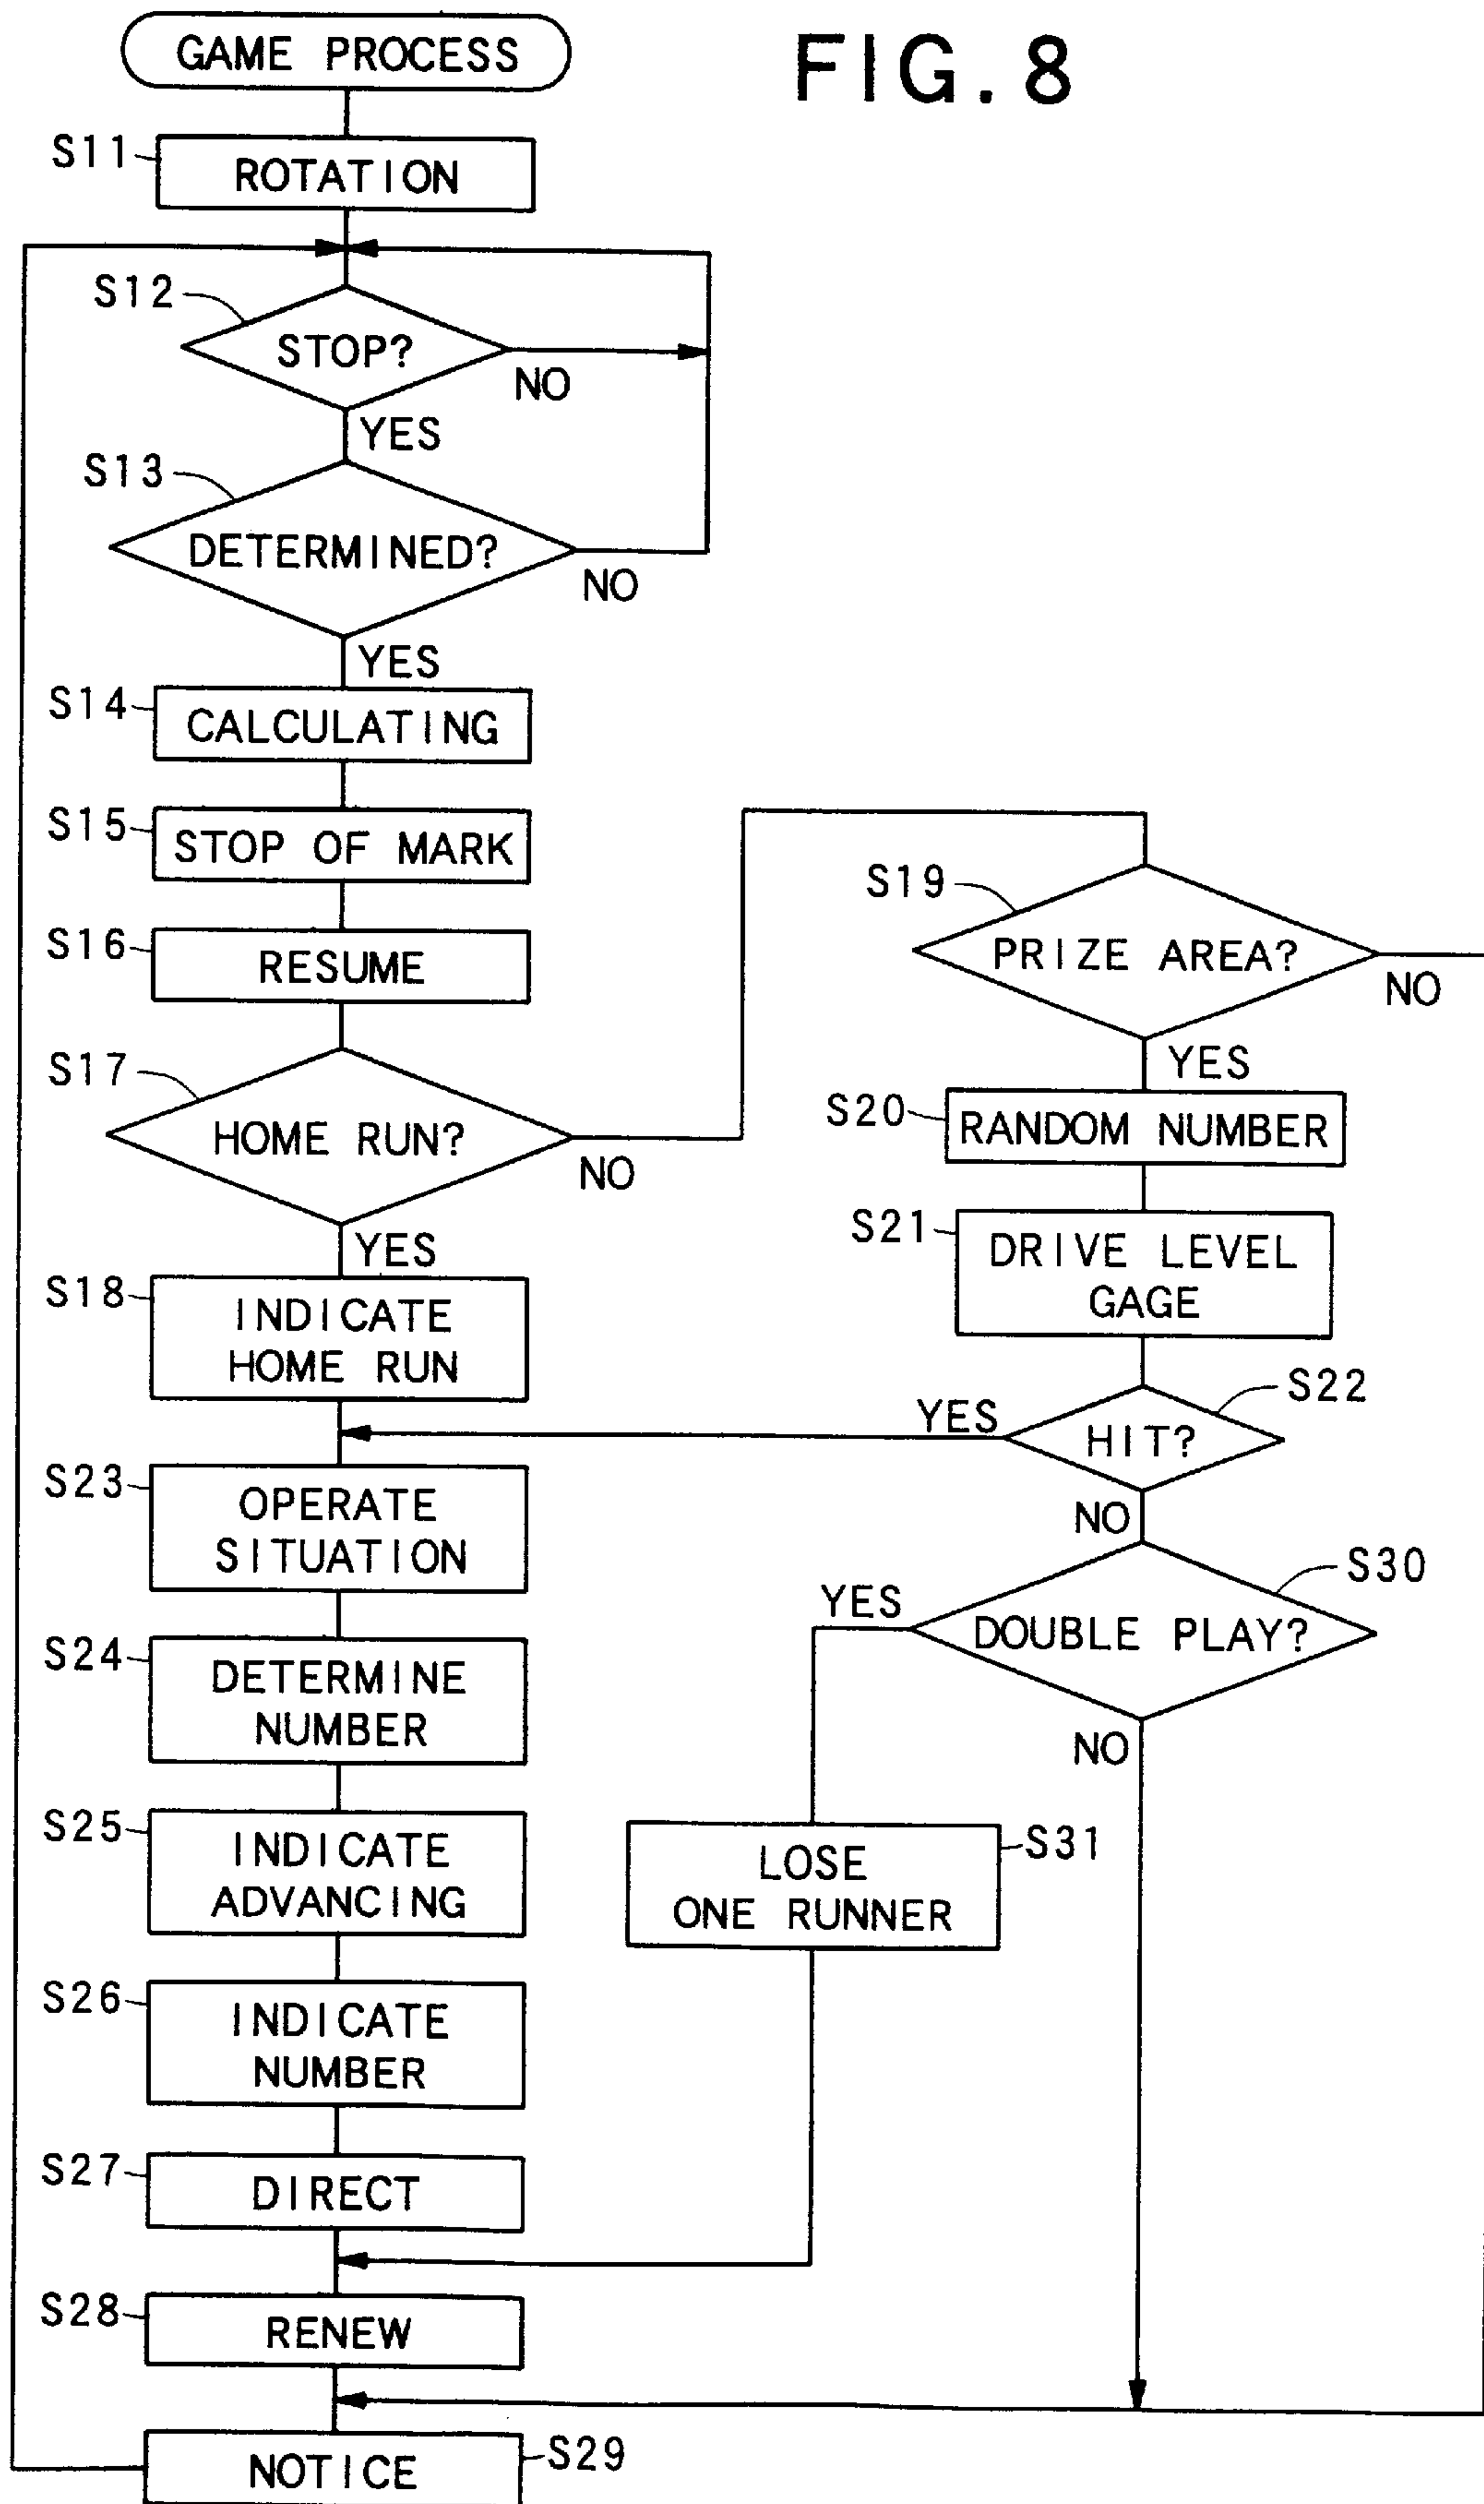 GAME PROCESS
FIG. 8
S11
ROTATION
S12
STOP?
NO
YES
S13
DETERMINED?
NO
YES
S14
CALCULATING
S15
STOP OF MARK
S16
RESUME
S17
HOME RUN?
NO
YES
S18
INDICATE
HOME RUN
S19
PRIZE AREA?
NO
YES
S20
RANDOM NUMBER
S21
DRIVE LEVEL
GAGE
S22
HIT?
YES
NO
S23
OPERATE
SITUATION
S24
DETERMINE
NUMBER
S25
INDICATE
ADVANCING
S26
INDICATE
NUMBER
S27
DIRECT
S28
RENEW
S29
NOTICE
S30
DOUBLE PLAY?
YES
NO
S31
LOSE
ONE RUNNER